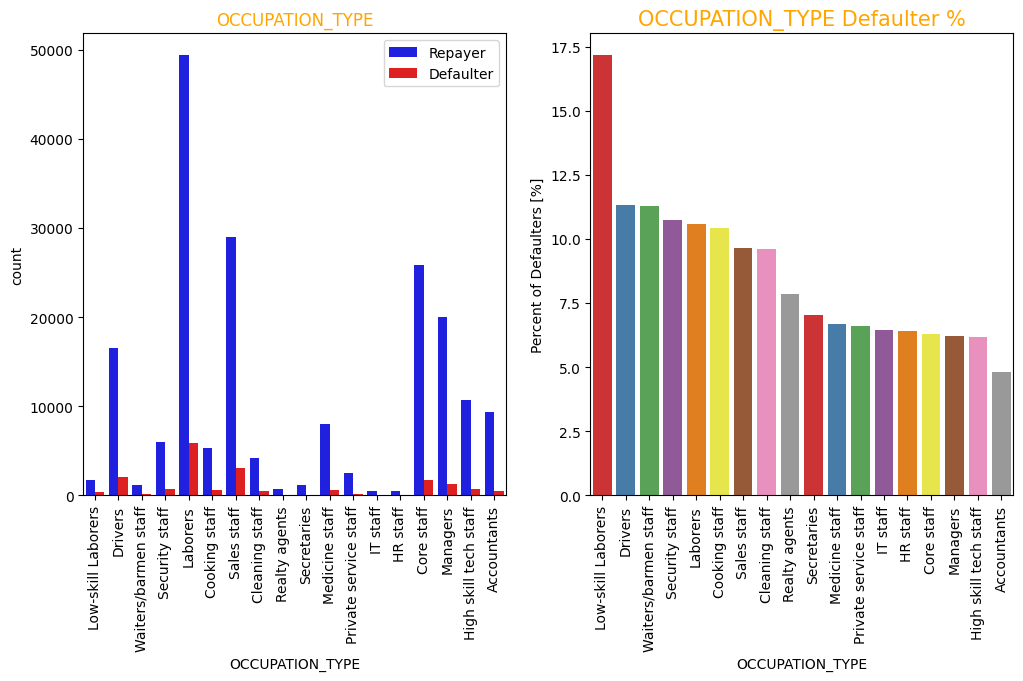 OCCUPATION_TYPE
Repayer
Defaulter
50000
40000
30000
20000
10000
0
count
Low-skill Laborers
Drivers
Waiters/barmen staff
Security staff
Laborers
Cooking staff
Sales staff
Cleaning staff
Realty agents
Secretaries
Medicine staff
Private service staff
IT staff
HR staff
Core staff
Managers
High skill tech staff
Accountants
OCCUPATION_TYPE
OCCUPATION_TYPE Defaulter %
17.5
15.0
12.5
10.0
7.5
5.0
2.5
0.0
Percent of Defaulters [%]
Low-skill Laborers
Drivers
Waiters/barmen staff
Security staff
Laborers
Cooking staff
Sales staff
Cleaning staff
Realty agents
Secretaries
Medicine staff
Private service staff
IT staff
HR staff
Core staff
Managers
High skill tech staff
Accountants
OCCUPATION_TYPE